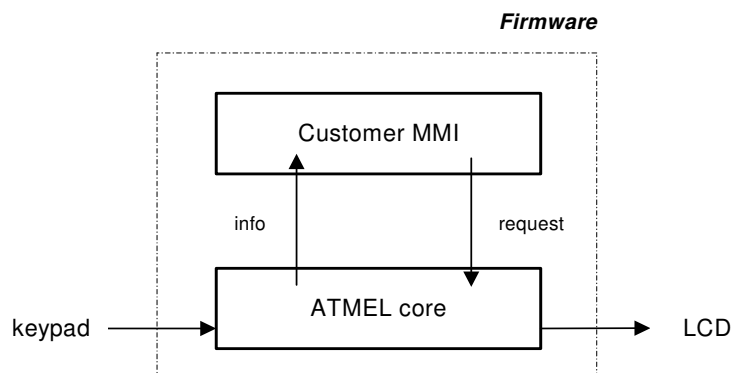 Firmware
Customer MMI
info
request
ATMEL core
keypad
LCD